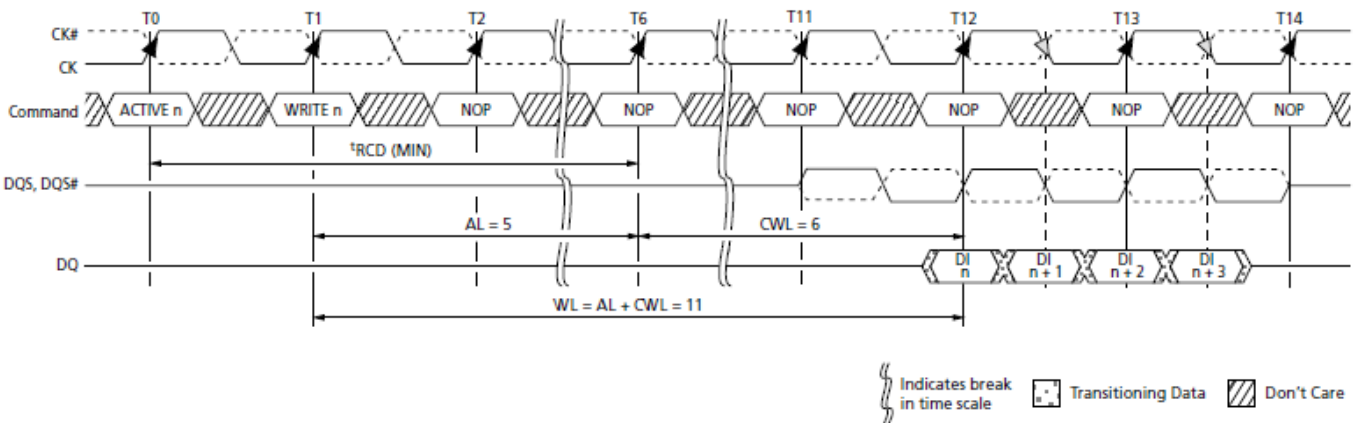 T0 T1 T2 T6 T11 T12 T13 T14
CK#
CK
Command ACTIVE n WRITE n NOP NOP NOP NOP NOP NOP
tRCD (MIN)
DQS, DQS#
AL = 5 CWL = 6
DQ DI n DI n + 1 DI n + 2 DI n + 3
WL = AL + CWL = 11
Indicates break
in time scale
Transitioning Data
Don't Care